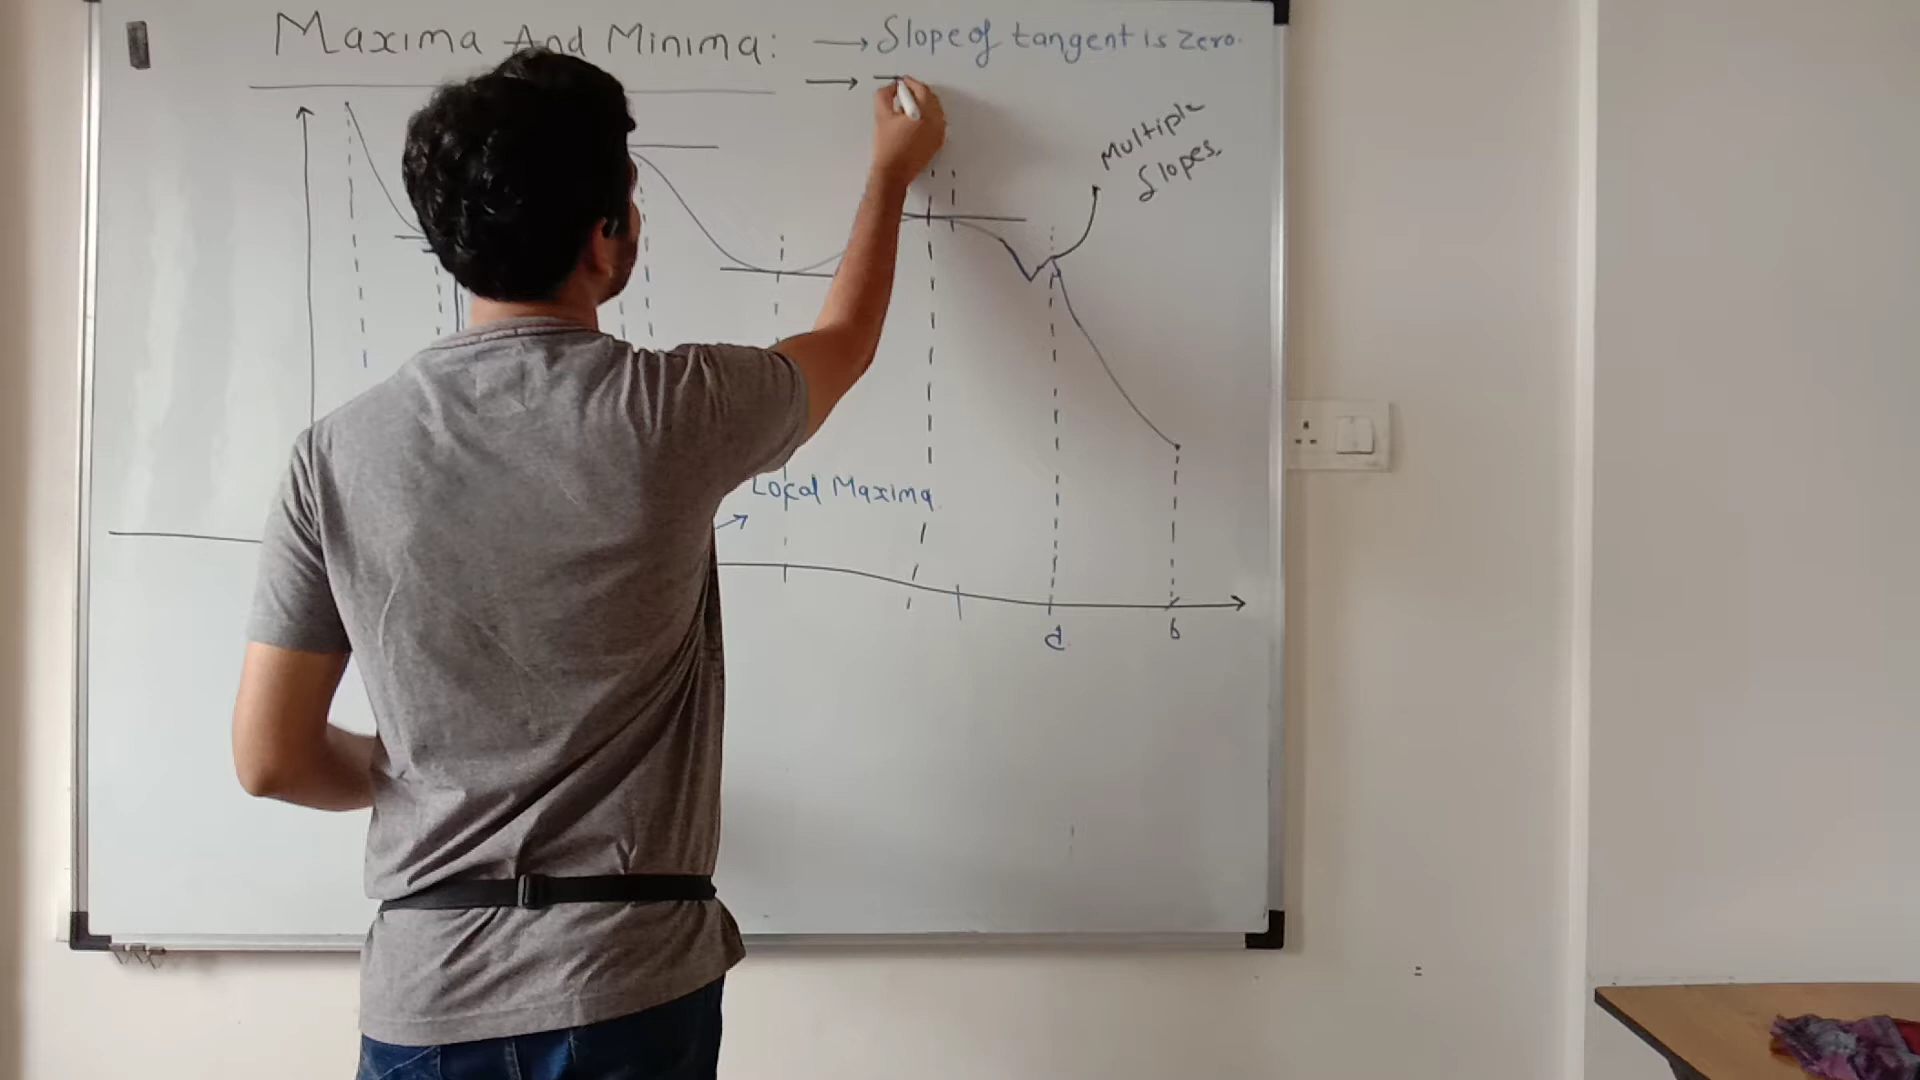 Maxima And Minima: → Slope of tangent is zero.
→
Multiple
Slopes.
Local Maxima
d
b